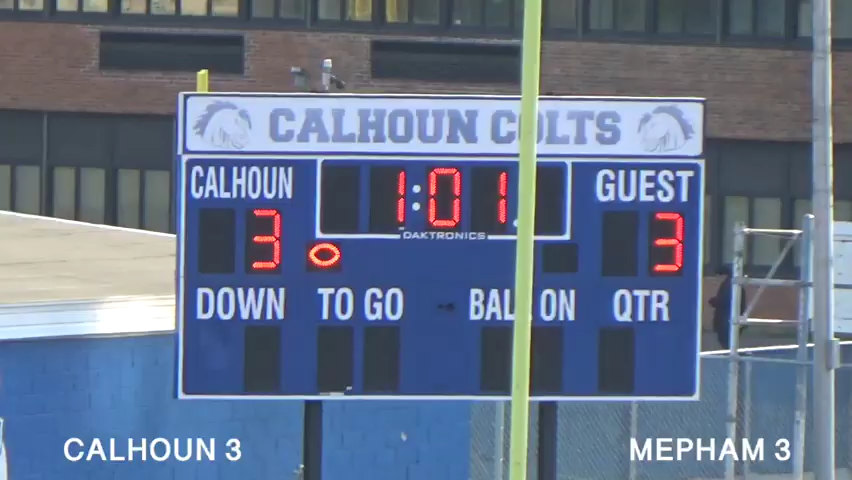 CALHOUN COLTS
CALHOUN 1:01 GUEST
3 3
DAKTRONICS
DOWN TO GO BALL ON QTR
CALHOUN 3 MEPHAM 3